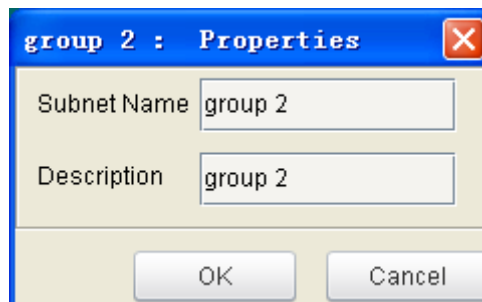 group 2 : Properties
Subnet Name group 2
Description group 2
OK Cancel